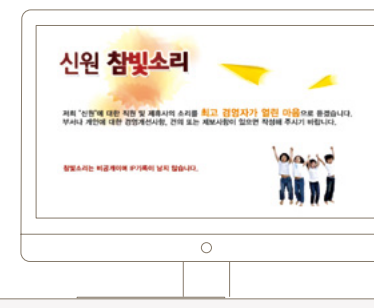 신원 참빛소리
저희 "신원"에 대한 직원 및 제휴사의 소리를 최고 경영자가 열린 마음으로 듣겠습니다.
부서나 개인에 대한 경영개선사항, 건의 또는 제보사항이 있으면 작성해 주시기 바랍니다.
참빛소리는 비공개이며 IP기록이 남지 않습니다.